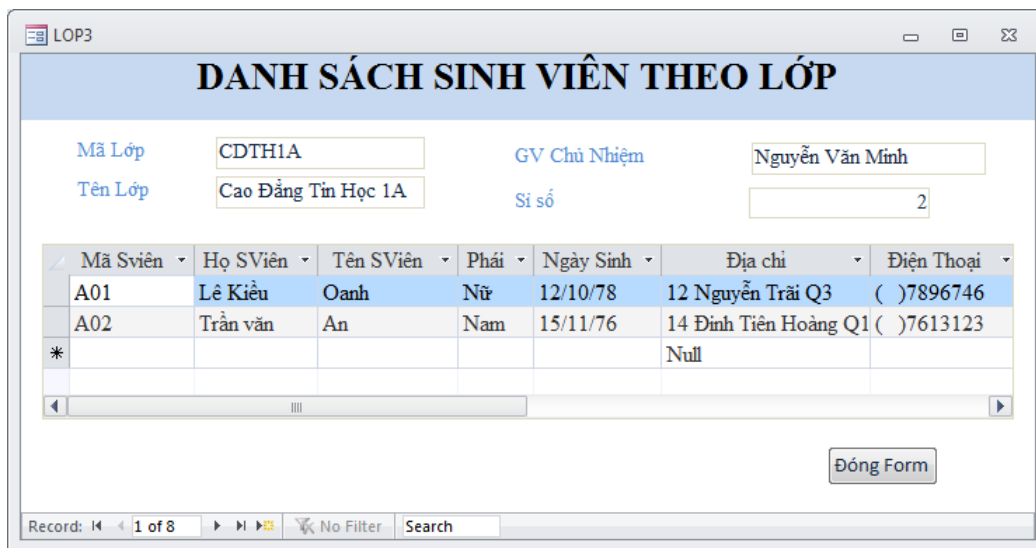 LOP3
DANH SÁCH SINH VIÊN THEO LỚP
Mã Lớp CDTH1A GV Chủ Nhiệm Nguyễn Văn Minh
Tên Lớp Cao Đẳng Tin Học 1A Sỉ số 2
Mã Sviên Họ SViên Tên SViên Phái Ngày Sinh Địa chỉ Điện Thoại
A01 Lê Kiều Oanh Nữ 12/10/78 12 Nguyễn Trãi Q3 ( )7896746
A02 Trần văn An Nam 15/11/76 14 Đinh Tiên Hoàng Q1 ( )7613123
Null
Đóng Form
Record: 1 of 8 No Filter Search